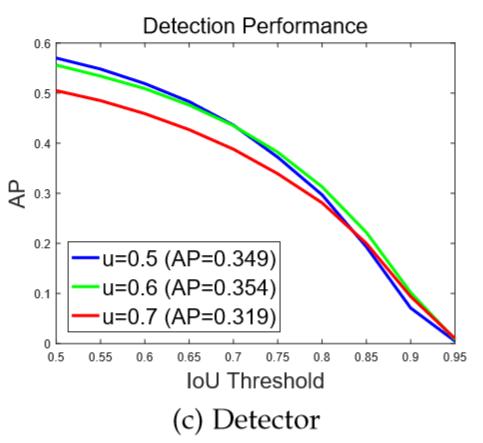 Detection Performance
0.6
0.5
0.4
0.3
0.2
0.1
0
AP
u=0.5 (AP=0.349)
u=0.6 (AP=0.354)
u=0.7 (AP=0.319)
0.5 0.55 0.6 0.65 0.7 0.75 0.8 0.85 0.9 0.95
IoU Threshold
(c) Detector